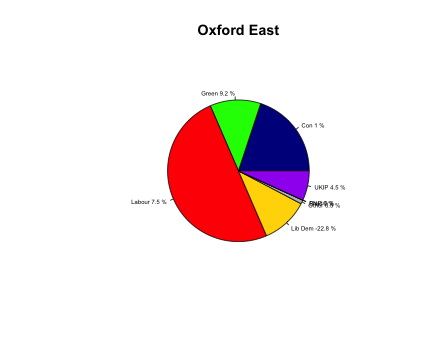 Oxford East
Green 9.2 %
Con 1 %
UKIP 4.5 %
Labour 7.5 %
Lib Dem -22.8 %